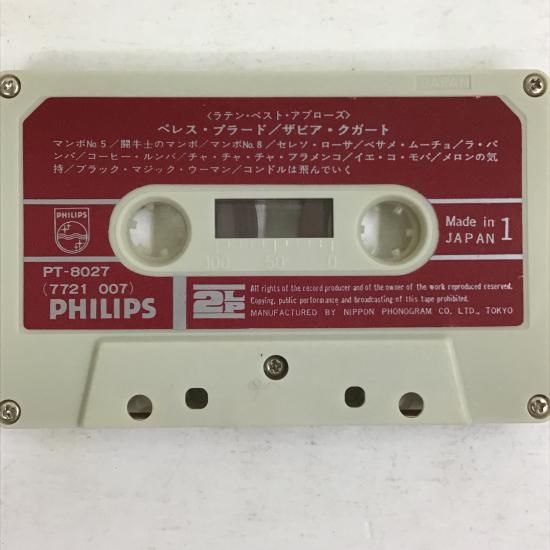 JAPAN
〈ラテン・ベスト・アプローズ〉
ペレス・プラード／ザビア・クガート
マンボNo.5／闘牛士のマンボ／マンボNo.8／セレソ・ローサ／ベサメ・ムーチョ／ラ・バ
ンバ／コーヒー・ルンバ／チャ・チャ・チャ・フラメンコ／イエ・コ・モバ／メロンの気
持／ブラック・マジック・ウーマン／コンドルは飛んでいく
PHILIPS
100 50 0
Made in
JAPAN 1
PT-8027
(7721 007)
PHILIPS
2LP
All rights of the record producer and of the owner of the work reproduced reserved.
Copying, public performance and broadcasting of this tape prohibited.
MANUFACTURED BY NIPPON PHONOGRAM CO. LTD., TOKYO